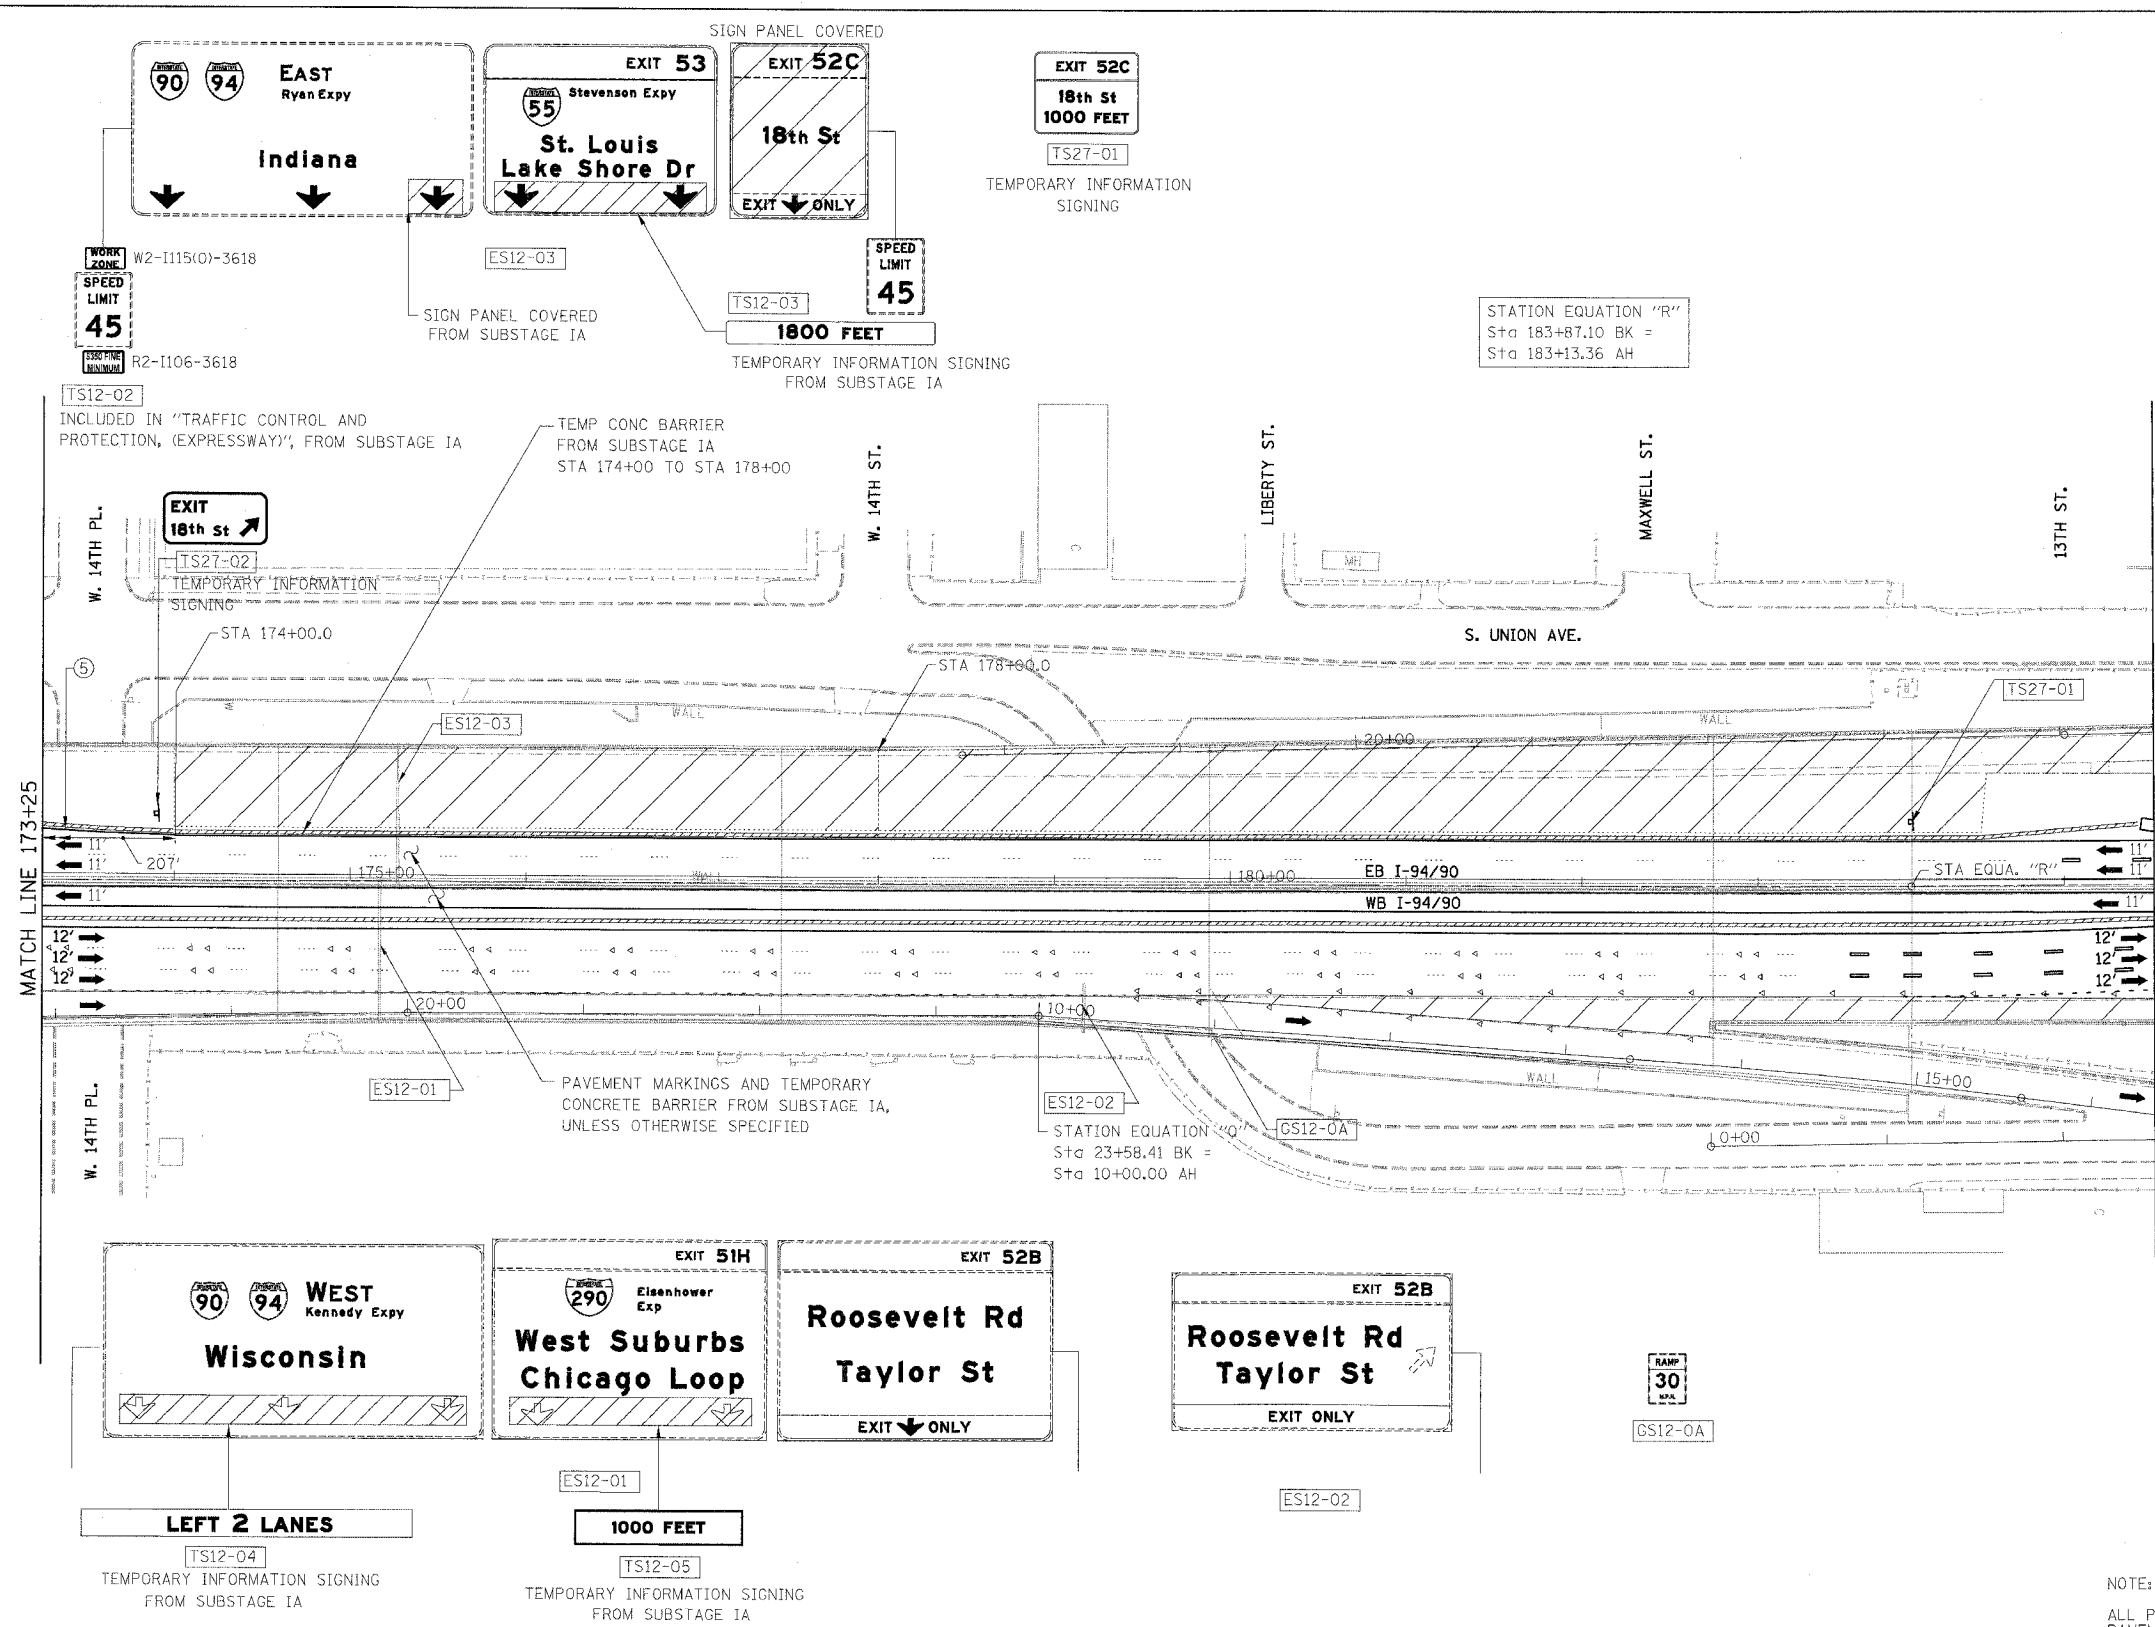 SIGN PANEL COVERED
90 94 EAST
Ryan Expy
Indiana
EXIT 53
55 Stevenson Expy
St. Louis
Lake Shore Dr
EXIT 52C
18th St
EXIT ONLY
EXIT 52C
18th St
1000 FEET
TS27-01
TEMPORARY INFORMATION
SIGNING
WORK
ZONE
W2-I115(O)-3618
SPEED
LIMIT
45
$350 FINE
MINIMUM
R2-I106-3618
TS12-02
INCLUDED IN "TRAFFIC CONTROL AND
PROTECTION, (EXPRESSWAY)", FROM SUBSTAGE IA
SIGN PANEL COVERED
FROM SUBSTAGE IA
ES12-03
TS12-03
1800 FEET
TEMPORARY INFORMATION SIGNING
FROM SUBSTAGE IA
SPEED
LIMIT
45
STATION EQUATION "R"
Sta 183+87.10 BK =
Sta 183+13.36 AH
TEMP CONC BARRIER
FROM SUBSTAGE IA
STA 174+00 TO STA 178+00
W. 14TH PL.
W. 14TH ST.
LIBERTY ST.
MAXWELL ST.
13TH ST.
EXIT
18th St
TS27-02
TEMPORARY INFORMATION
SIGNING
MH
STA 174+00.0
S. UNION AVE.
5
STA 178+00.0
TS27-01
ES12-03
WALL
WALL
20+00
MATCH LINE 173+25
11'
11'
207'
175+00
WALL
180+00
EB I-94/90
STA EQUA. "R"
11'
11'
11'
WB I-94/90
11'
12'
12'
12'
12'
12'
12'
20+00
10+00
ES12-01
PAVEMENT MARKINGS AND TEMPORARY
CONCRETE BARRIER FROM SUBSTAGE IA,
UNLESS OTHERWISE SPECIFIED
ES12-02
STATION EQUATION "Q"
Sta 23+58.41 BK =
Sta 10+00.00 AH
GS12-0A
WALL
15+00
0+00
W. 14TH PL.
90 94 WEST
Kennedy Expy
Wisconsin
EXIT 51H
290 Eisenhower
Exp
West Suburbs
Chicago Loop
EXIT 52B
Roosevelt Rd
Taylor St
EXIT ONLY
EXIT 52B
Roosevelt Rd
Taylor St
EXIT ONLY
RAMP
30
M.P.H.
GS12-0A
ES12-01
ES12-02
LEFT 2 LANES
TS12-04
TEMPORARY INFORMATION SIGNING
FROM SUBSTAGE IA
1000 FEET
TS12-05
TEMPORARY INFORMATION SIGNING
FROM SUBSTAGE IA
NOTE:
ALL P